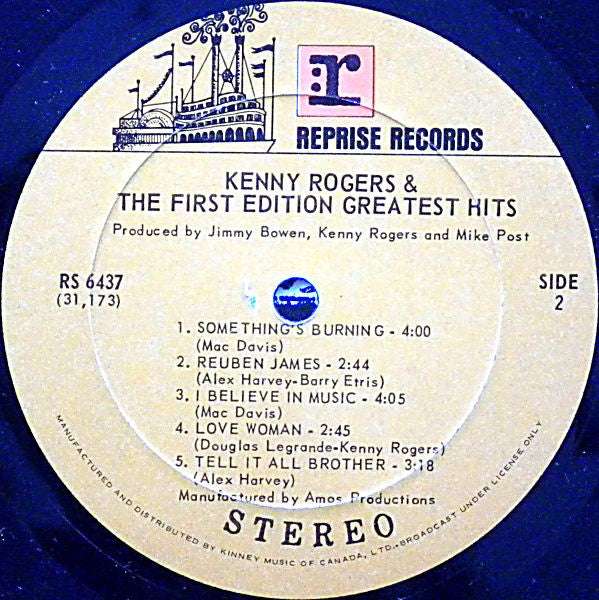 r
REPRISE RECORDS
KENNY ROGERS &
THE FIRST EDITION GREATEST HITS
Produced by Jimmy Bowen, Kenny Rogers and Mike Post
RS 6437
(31,173)
SIDE
2
1. SOMETHING'S BURNING - 4:00
(Mac Davis)
2. REUBEN JAMES - 2:44
(Alex Harvey-Barry Etris)
3. I BELIEVE IN MUSIC - 4:05
(Mac Davis)
4. LOVE WOMAN - 2:45
(Douglas Legrande-Kenny Rogers)
5. TELL IT ALL BROTHER - 3:18
(Alex Harvey)
Manufactured by Amos Productions
STEREO
MANUFACTURED AND DISTRIBUTED BY KINNEY MUSIC OF CANADA, LTD.-BROADCAST UNDER LICENSE ONLY